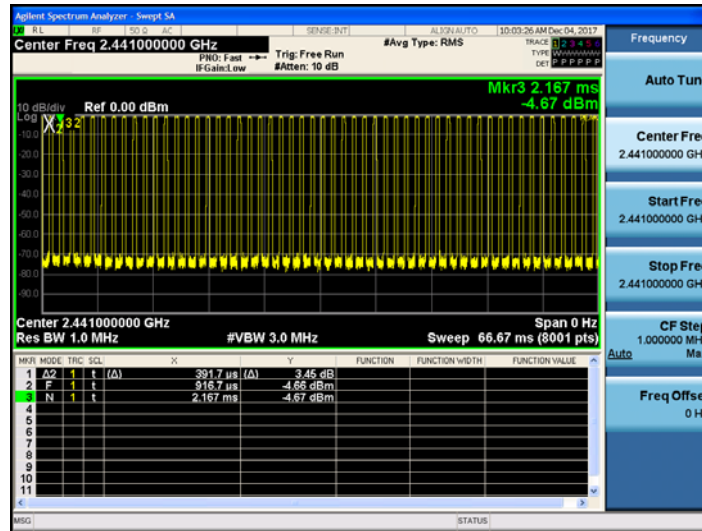 Agilent Spectrum Analyzer - Swept SA
RL RF 50 Ω AC SENSE:INT ALIGNAUTO 10:03:26 AM Dec 04, 2017
Center Freq 2.441000000 GHz
PNO: Fast
IFGain:Low
Trig: Free Run
#Atten: 10 dB
#Avg Type: RMS
TRACE 1 2 3 4 5 6
TYPE
DET P P P P P P
Mkr3 2.167 ms
-4.67 dBm
10 dB/div Ref 0.00 dBm
Log
-10.0
-20.0
-30.0
-40.0
-50.0
-60.0
-70.0
-80.0
-90.0
Center 2.441000000 GHz Span 0 Hz
Res BW 1.0 MHz #VBW 3.0 MHz Sweep 66.67 ms (8001 pts)
MKR MODE TRC SCL X Y FUNCTION FUNCTION WIDTH FUNCTION VALUE
1 Δ2 1 t (Δ) 391.7 µs (Δ) 3.45 dB
2 F 1 t 916.7 µs -4.66 dBm
3 N 1 t 2.167 ms -4.67 dBm
4
5
6
7
8
9
10
11
MSG STATUS
Frequency
Auto Tun
Center Fre
2.441000000 GH
Start Fre
2.441000000 GH
Stop Fre
2.441000000 GH
CF Step
1.000000 MH
Auto Ma
Freq Offse
0 H